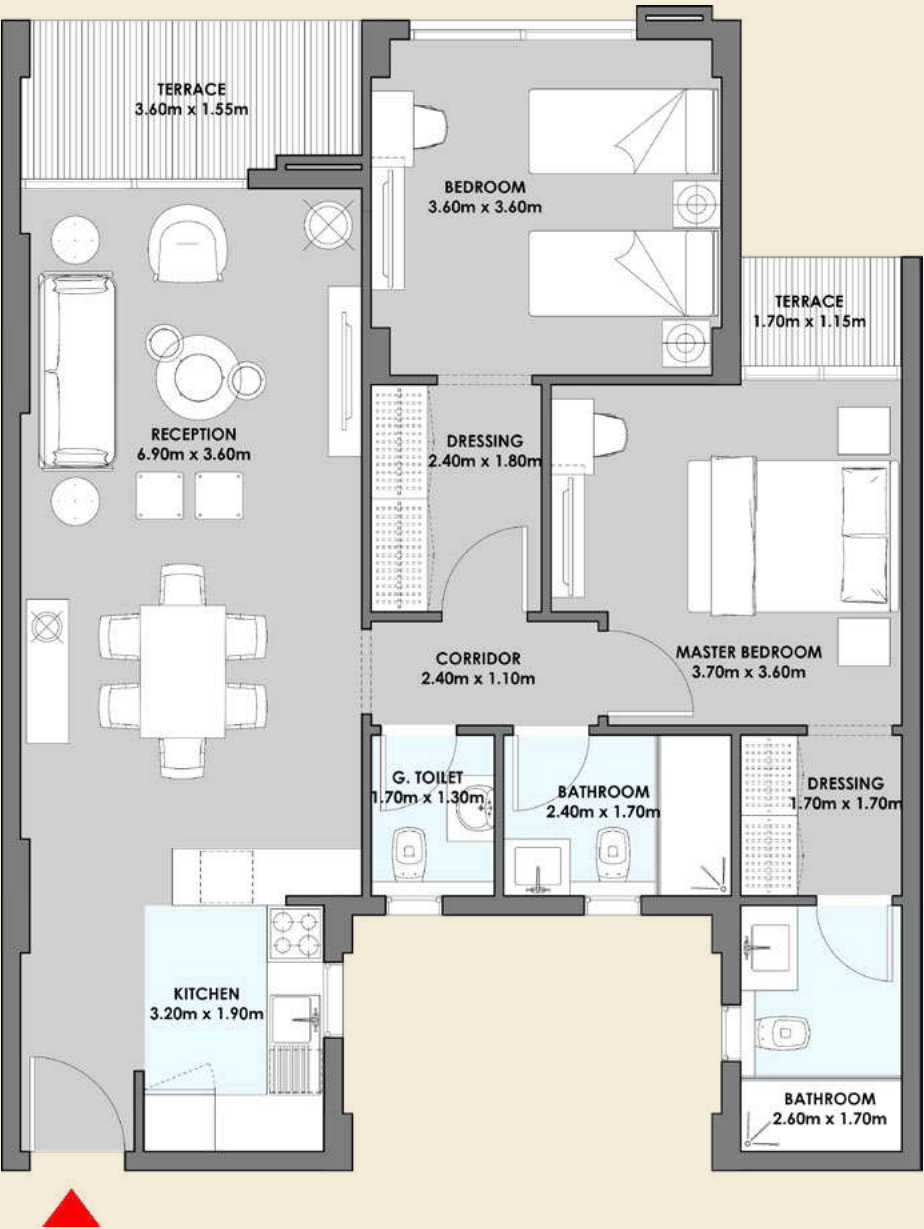 TERRACE
3.60m x 1.55m
BEDROOM
3.60m x 3.60m
TERRACE
1.70m x 1.15m
RECEPTION
6.90m x 3.60m
DRESSING
2.40m x 1.80m
CORRIDOR
2.40m x 1.10m
MASTER BEDROOM
3.70m x 3.60m
G. TOILET
1.70m x 1.30m
BATHROOM
2.40m x 1.70m
DRESSING
1.70m x 1.70m
KITCHEN
3.20m x 1.90m
BATHROOM
2.60m x 1.70m